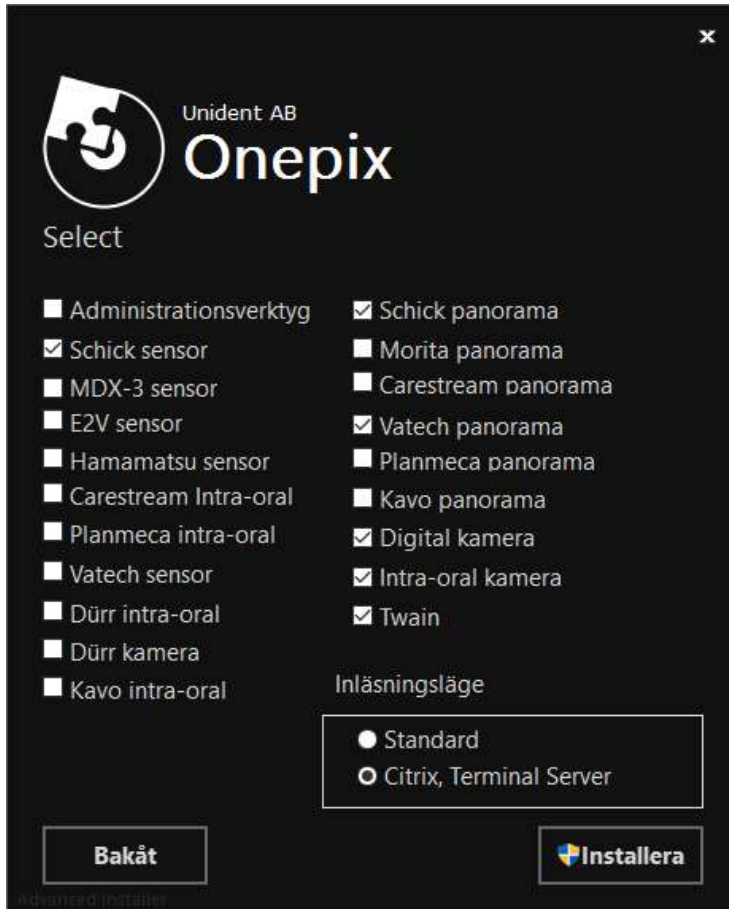 ×
Unident AB
Onepix
Select
Administrationsverktyg
Schick sensor
MDX-3 sensor
E2V sensor
Hamamatsu sensor
Carestream Intra-oral
Planmeca intra-oral
Vatech sensor
Dürr intra-oral
Dürr kamera
Kavo intra-oral
Schick panorama
Morita panorama
Carestream panorama
Vatech panorama
Planmeca panorama
Kavo panorama
Digital kamera
Intra-oral kamera
Twain
Inläsningsläge
Standard
Citrix, Terminal Server
Bakåt
Installera
Advanced Installer